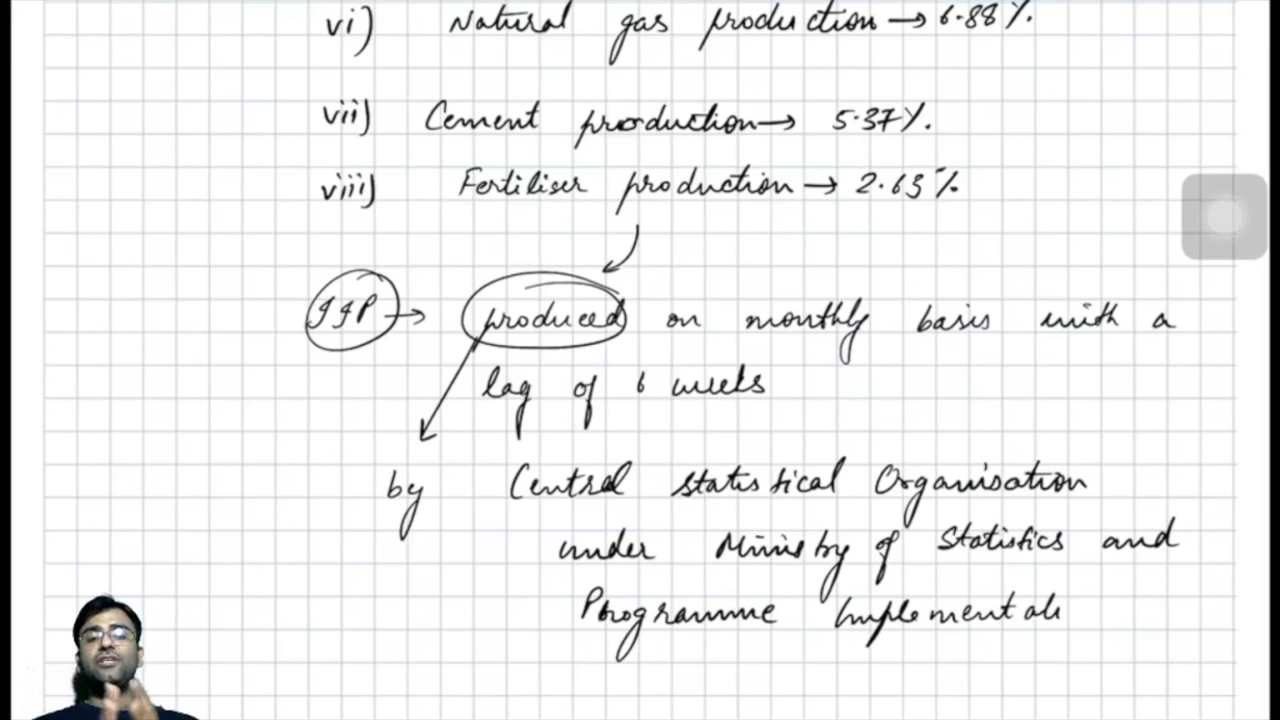 vi) Natural gas production → 6.88%.
vii) Cement production → 5.37%.
viii) Fertiliser production → 2.63%
IIP → produced on monthly basis with a
lag of 6 weeks
by Central statistical Organisation
under Ministry of Statistics and
Programme Implementati